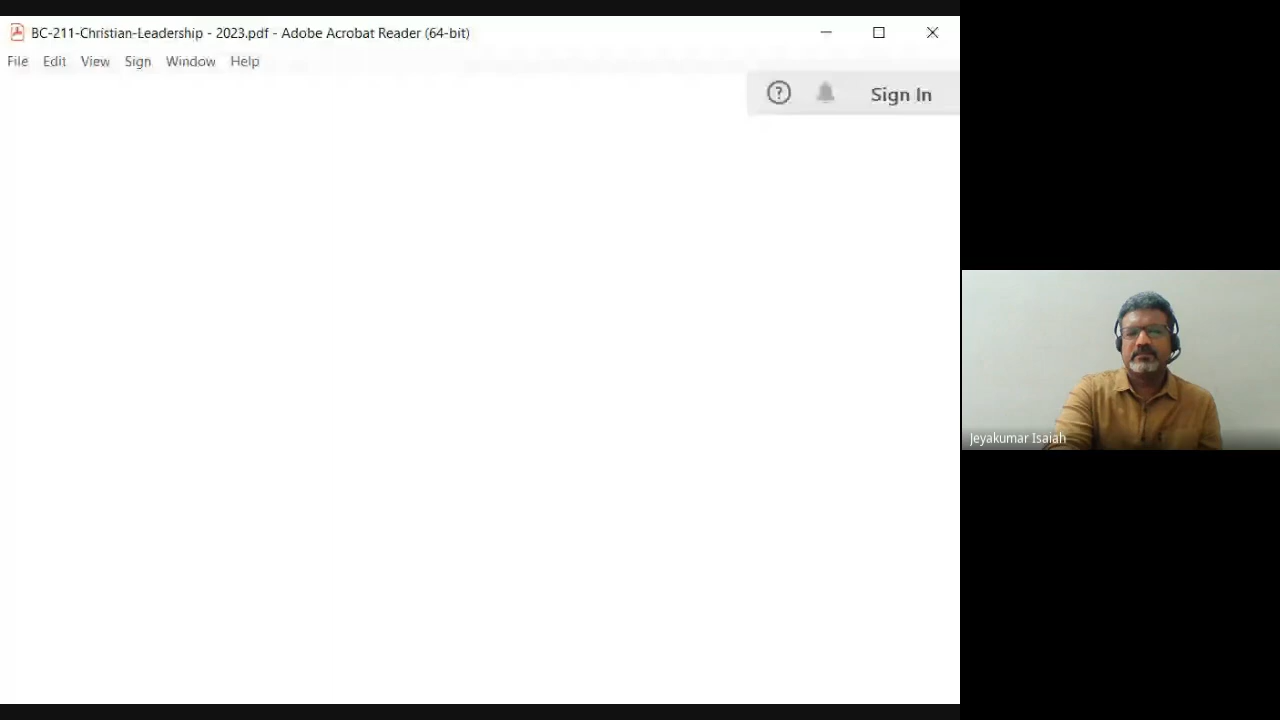 BC-211-Christian-Leadership - 2023.pdf - Adobe Acrobat Reader (64-bit)
File Edit View Sign Window Help
Sign In
Jeyakumar Isaiah